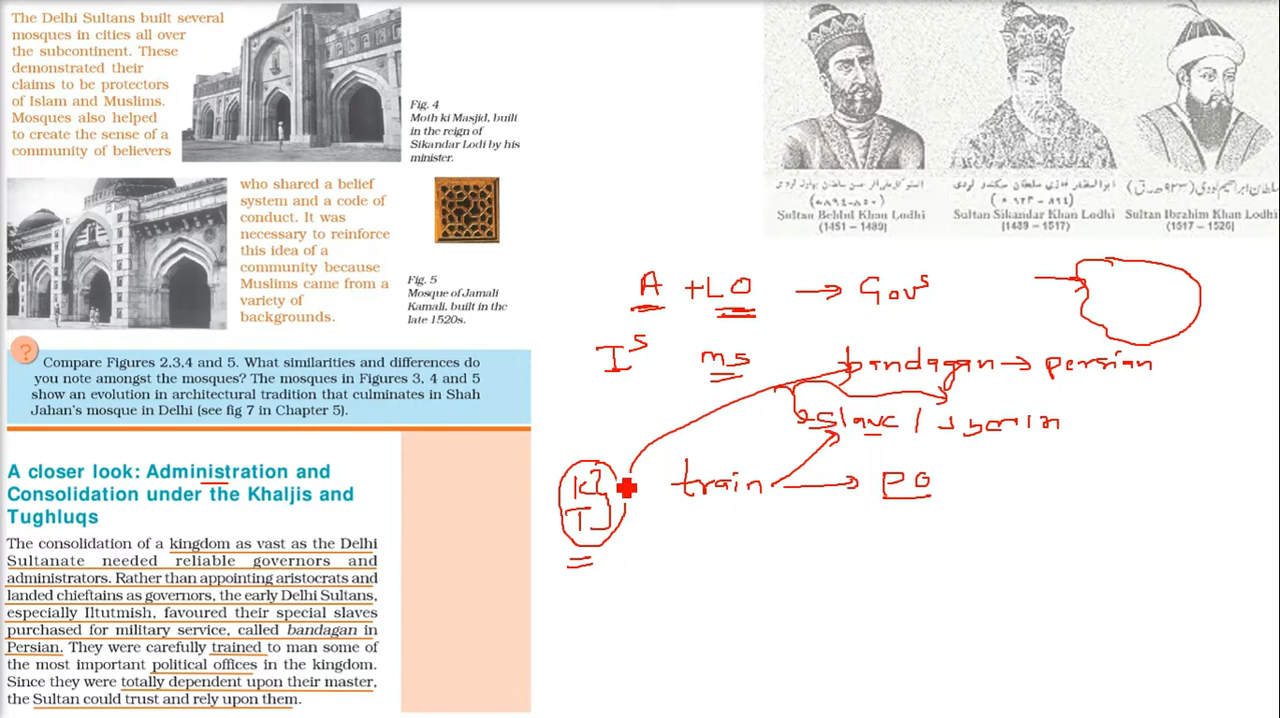 The Delhi Sultans built several
mosques in cities all over
the subcontinent. These
demonstrated their
claims to be protectors
of Islam and Muslims.
Mosques also helped
to create the sense of a
community of believers
Fig. 4
Moth ki Masjid, built
in the reign of
Sikandar Lodi by his
minister.
who shared a belief
system and a code of
conduct. It was
necessary to reinforce
this idea of a
community because
Muslims came from a
variety of
backgrounds.
Fig. 5
Mosque of Jamali
Kamali, built in the
late 1520s.
?
Compare Figures 2,3,4 and 5. What similarities and differences do
you note amongst the mosques? The mosques in Figures 3, 4 and 5
show an evolution in architectural tradition that culminates in Shah
Jahan's mosque in Delhi (see fig 7 in Chapter 5).
A closer look: Administration and
Consolidation under the Khaljis and
Tughluqs
The consolidation of a kingdom as vast as the Delhi
Sultanate needed reliable governors and
administrators. Rather than appointing aristocrats and
landed chieftains as governors, the early Delhi Sultans,
especially Iltutmish, favoured their special slaves
purchased for military service, called bandagan in
Persian. They were carefully trained to man some of
the most important political offices in the kingdom.
Since they were totally dependent upon their master,
the Sultan could trust and rely upon them.
Sultan Behlul Khan Lodhi
(1451 – 1489)
Sultan Sikandar Khan Lodhi
(1489 – 1517)
Sultan Ibrahim Khan Lodhi
(1517 – 1526)
A + LO → Govs
Is ms bandagan → persian
slave /
train → PO
K
T